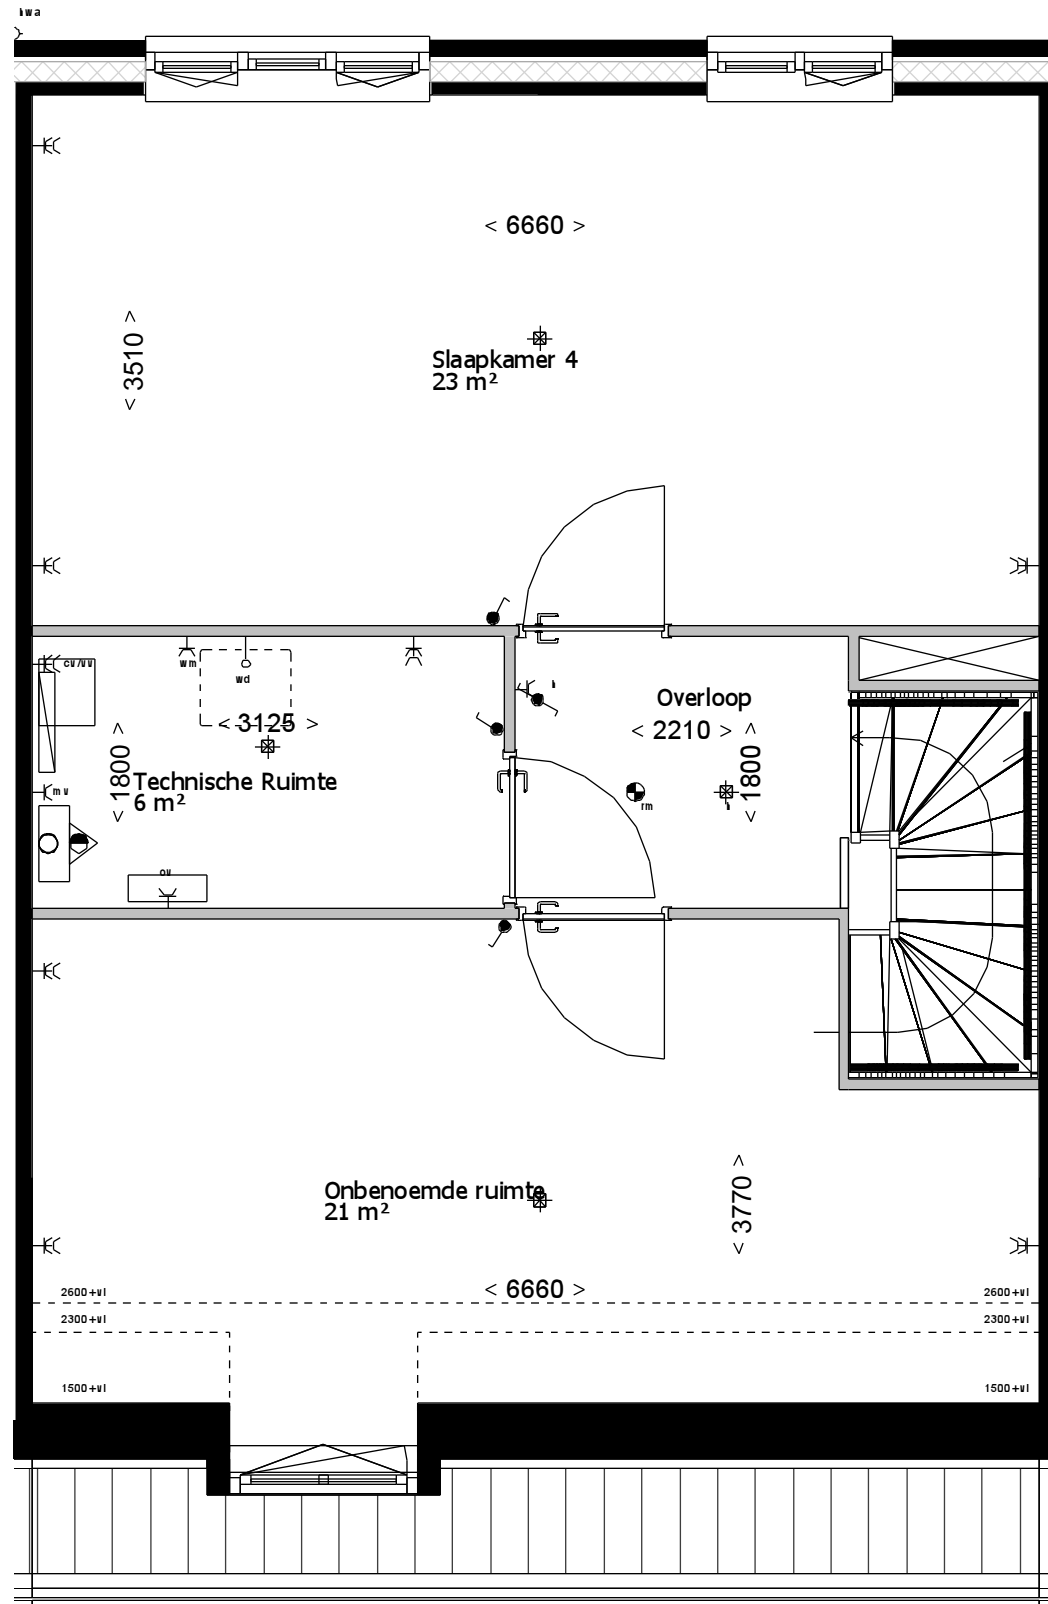 hwa
< 6660 >
< 3510 >
Slaapkamer 4
23 m²
cv/vv
wm
wd
< 3125 >
< 1800 >
Technische Ruimte
6 m²
mv
ov
h
Overloop
< 2210 >
< 1800 >
rm
h
Onbenoemde ruimte
21 m²
< 3770 >
< 6660 >
2600+vl
2600+vl
2300+vl
2300+vl
1500+vl
1500+vl